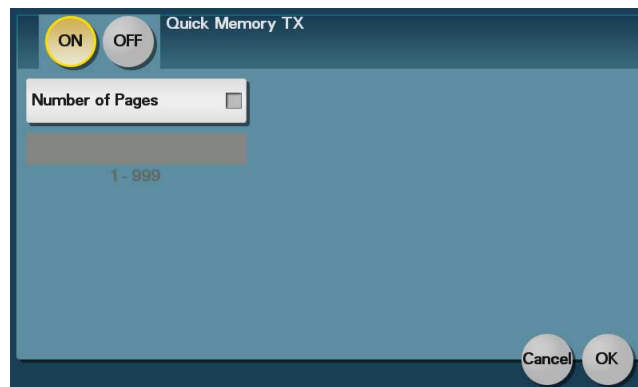 Quick Memory TX
ON OFF
Number of Pages
1 - 999
Cancel OK